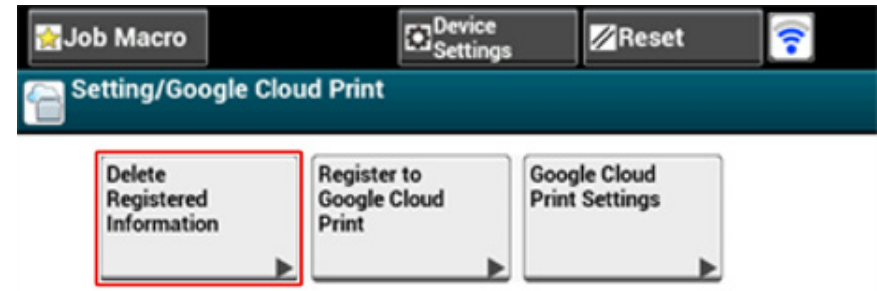 Job Macro
Device
Settings
Reset
Setting/Google Cloud Print
Delete
Registered
Information
Register to
Google Cloud
Print
Google Cloud
Print Settings